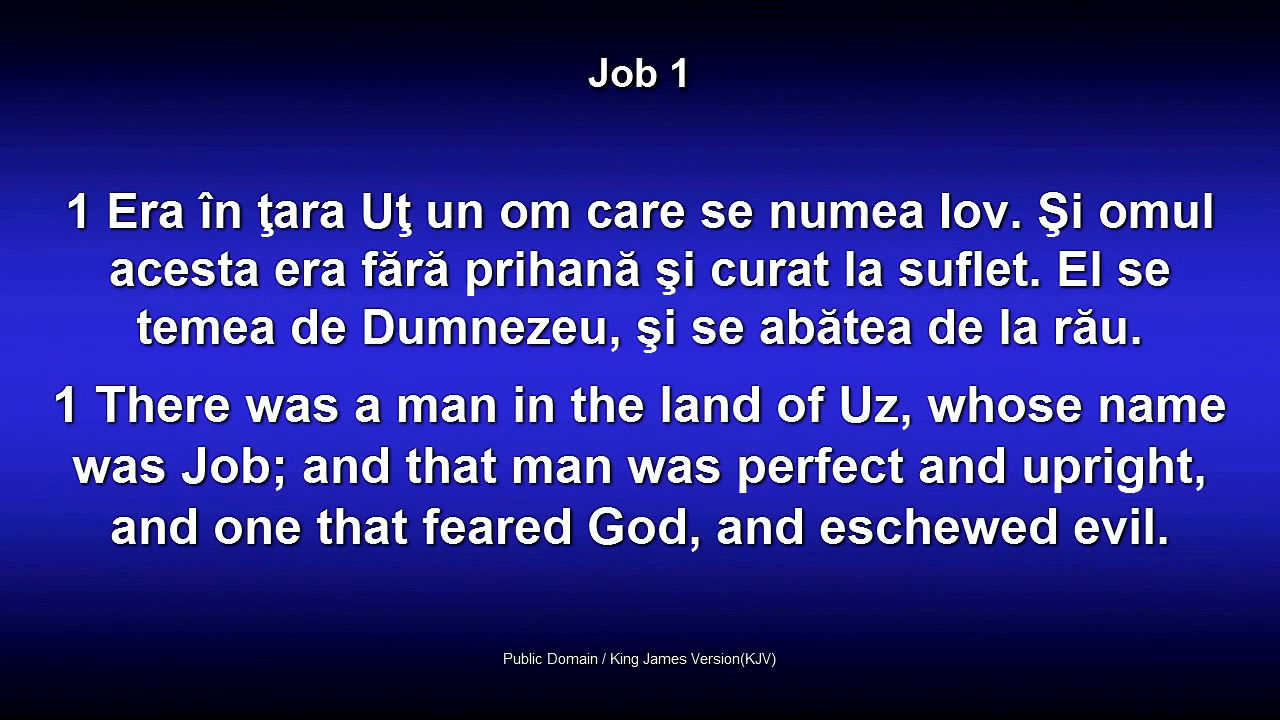 Job 1
1 Era în ţara Uţ un om care se numea Iov. Şi omul
acesta era fără prihană şi curat la suflet. El se
temea de Dumnezeu, şi se abătea de la rău.
1 There was a man in the land of Uz, whose name
was Job; and that man was perfect and upright,
and one that feared God, and eschewed evil.
Public Domain / King James Version(KJV)